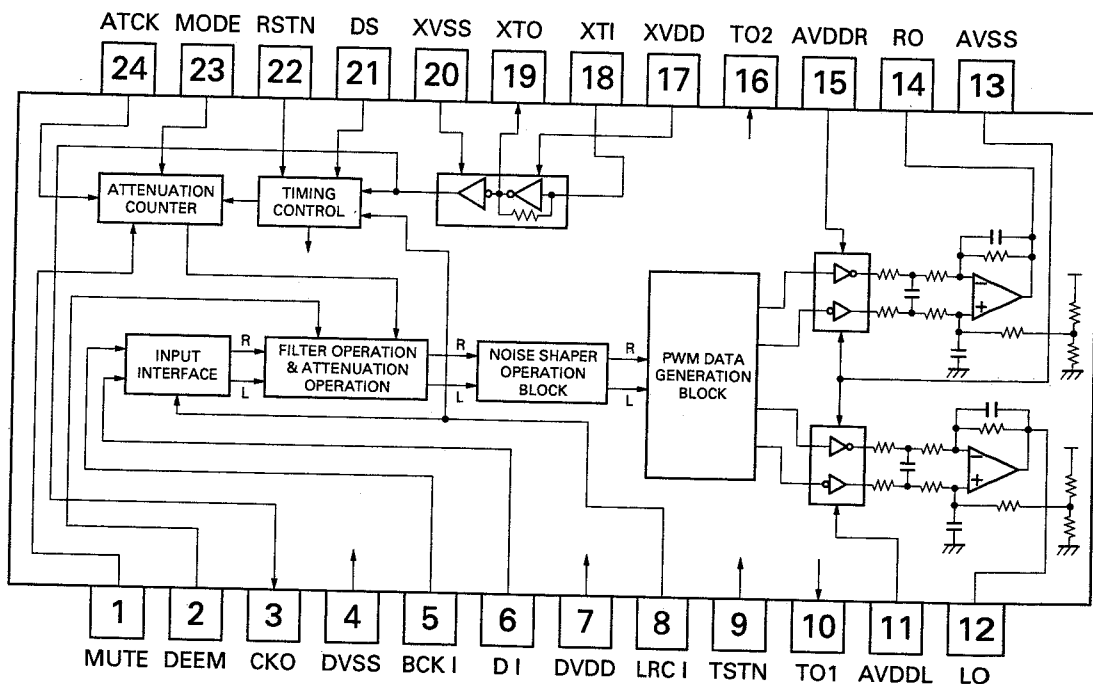 ATCK MODE RSTN DS XVSS XTO XTI XVDD TO2 AVDDR RO AVSS
24 23 22 21 20 19 18 17 16 15 14 13
ATTENUATION
COUNTER
TIMING
CONTROL
INPUT
INTERFACE
R
L
FILTER OPERATION
& ATTENUATION
OPERATION
R
L
NOISE SHAPER
OPERATION
BLOCK
R
L
PWM DATA
GENERATION
BLOCK
−
+
−
+
1 2 3 4 5 6 7 8 9 10 11 12
MUTE DEEM CKO DVSS BCK I D I DVDD LRC I TSTN TO1 AVDDL LO